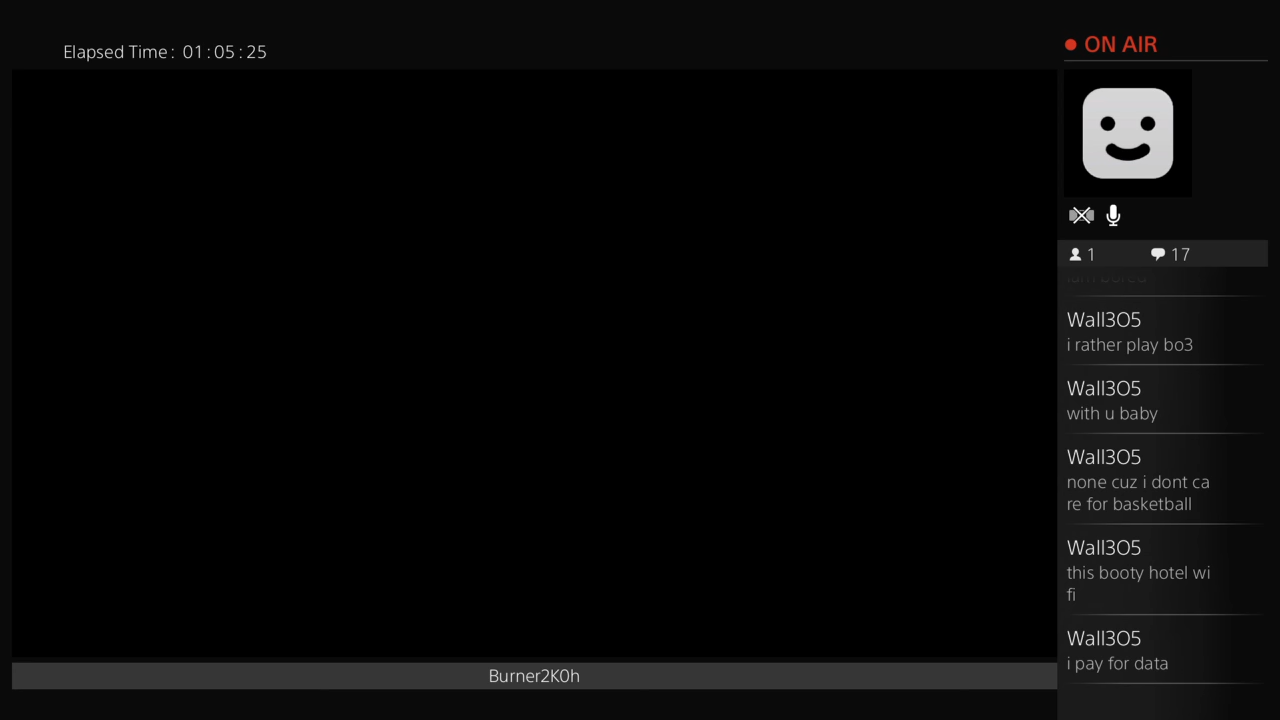 Elapsed Time: 01:05:25
ON AIR
1 17
Wall3O5
i rather play bo3
Wall3O5
with u baby
Wall3O5
none cuz i dont ca
re for basketball
Wall3O5
this booty hotel wi
fi
Wall3O5
i pay for data
Burner2K0h